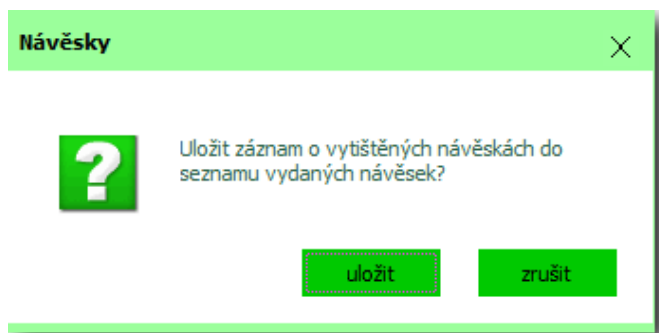 Návěsky
Uložit záznam o vytištěných návěskách do
seznamu vydaných návěsek?
uložit
zrušit